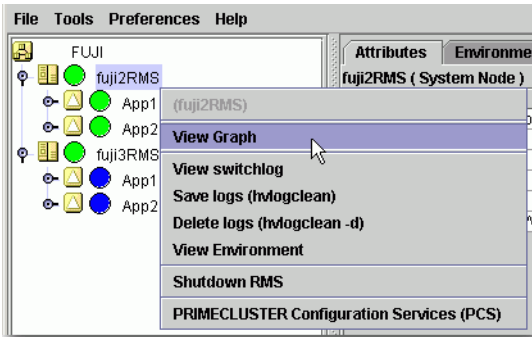 File Tools Preferences Help
FUJI
Attributes Environme
fuji2RMS
fuji2RMS ( System Node )
App1
(fuji2RMS)
App2
View Graph
fuji3RMS
View switchlog
App1
Save logs (hvlogclean)
App2
Delete logs (hvlogclean -d)
View Environment
Shutdown RMS
PRIMECLUSTER Configuration Services (PCS)